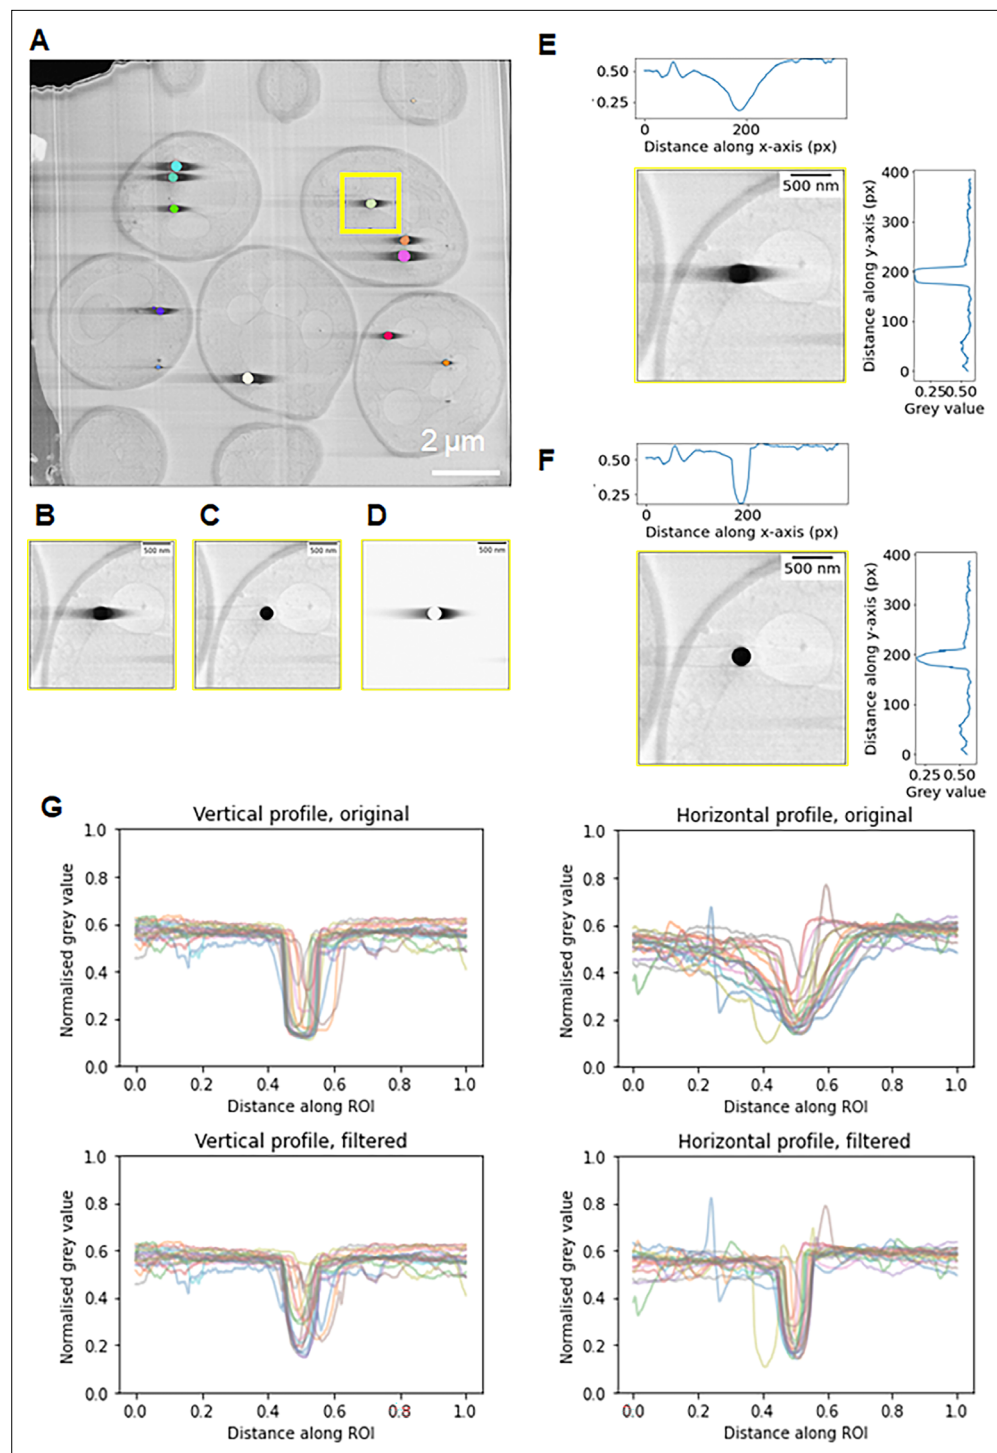 A
2 µm
B
500 nm
C
500 nm
D
500 nm
E
0.50
0.25
0 200
Distance along x-axis (px)
500 nm
Distance along y-axis (px)
400
300
200
100
0
0.25 0.50
Grey value
F
0.50
0.25
0 200
Distance along x-axis (px)
500 nm
Distance along y-axis (px)
400
300
200
100
0
0.25 0.50
Grey value
G
Vertical profile, original
Normalised grey value
1.0
0.8
0.6
0.4
0.2
0.0
0.0 0.2 0.4 0.6 0.8 1.0
Distance along ROI
Horizontal profile, original
Normalised grey value
1.0
0.8
0.6
0.4
0.2
0.0
0.0 0.2 0.4 0.6 0.8 1.0
Distance along ROI
Vertical profile, filtered
Normalised grey value
1.0
0.8
0.6
0.4
0.2
0.0
0.0 0.2 0.4 0.6 0.8 1.0
Distance along ROI
Horizontal profile, filtered
Normalised grey value
1.0
0.8
0.6
0.4
0.2
0.0
0.0 0.2 0.4 0.6 0.8 1.0
Distance along ROI